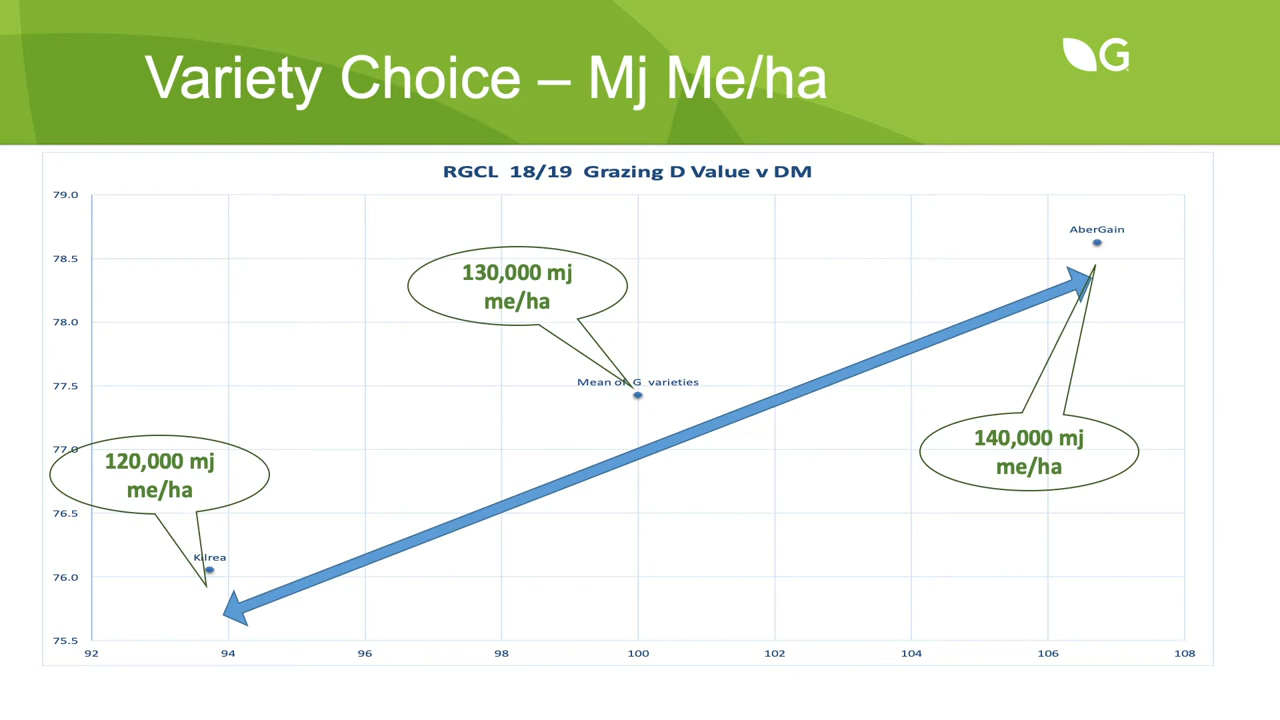 Variety Choice – Mj Me/ha
G
RGCL 18/19 Grazing D Value v DM
79.0
AberGain
78.5
130,000 mj
me/ha
78.0
77.5
Mean of G varieties
140,000 mj
me/ha
77.0
120,000 mj
me/ha
76.5
Kilrea
76.0
75.5
92 94 96 98 100 102 104 106 108